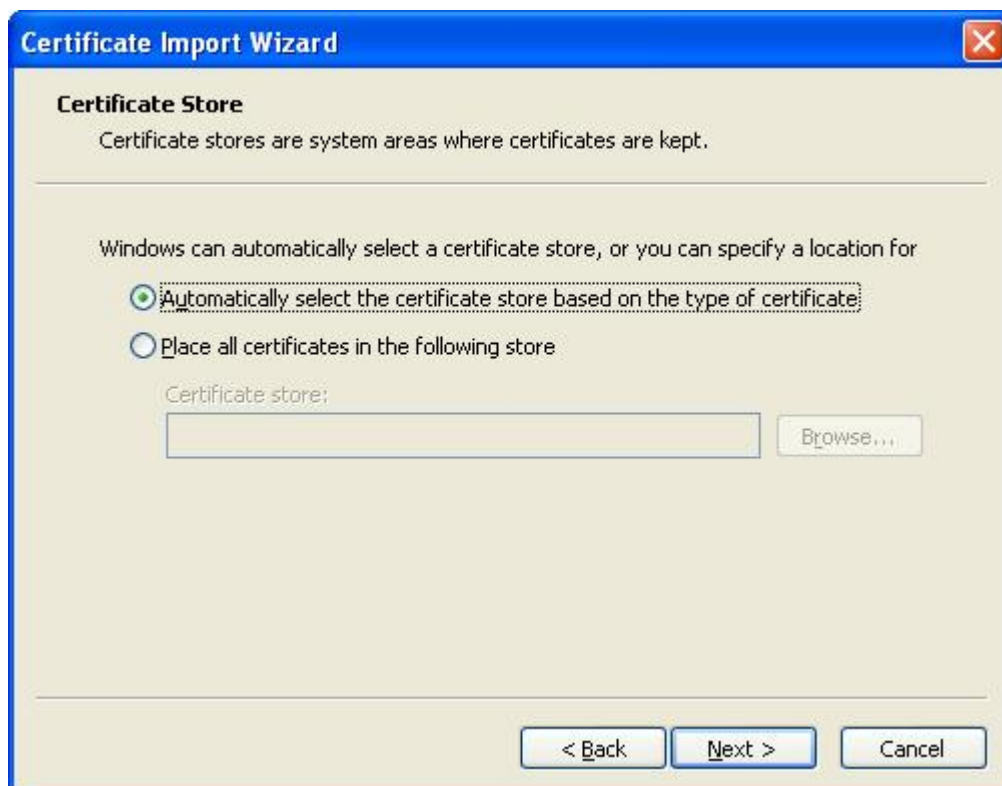 Certificate Import Wizard
Certificate Store
Certificate stores are system areas where certificates are kept.
Windows can automatically select a certificate store, or you can specify a location for
Automatically select the certificate store based on the type of certificate
Place all certificates in the following store
Certificate store:
Browse...
< Back
Next >
Cancel